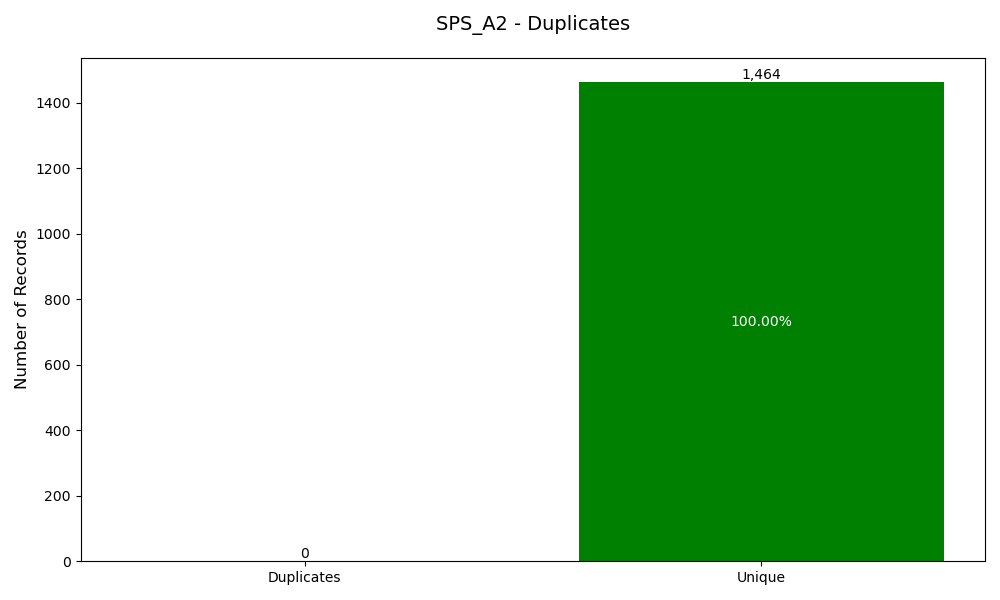 SPS_A2 - Duplicates
Number of Records
1400
1200
1000
800
600
400
200
0
0
1,464
100.00%
Duplicates
Unique